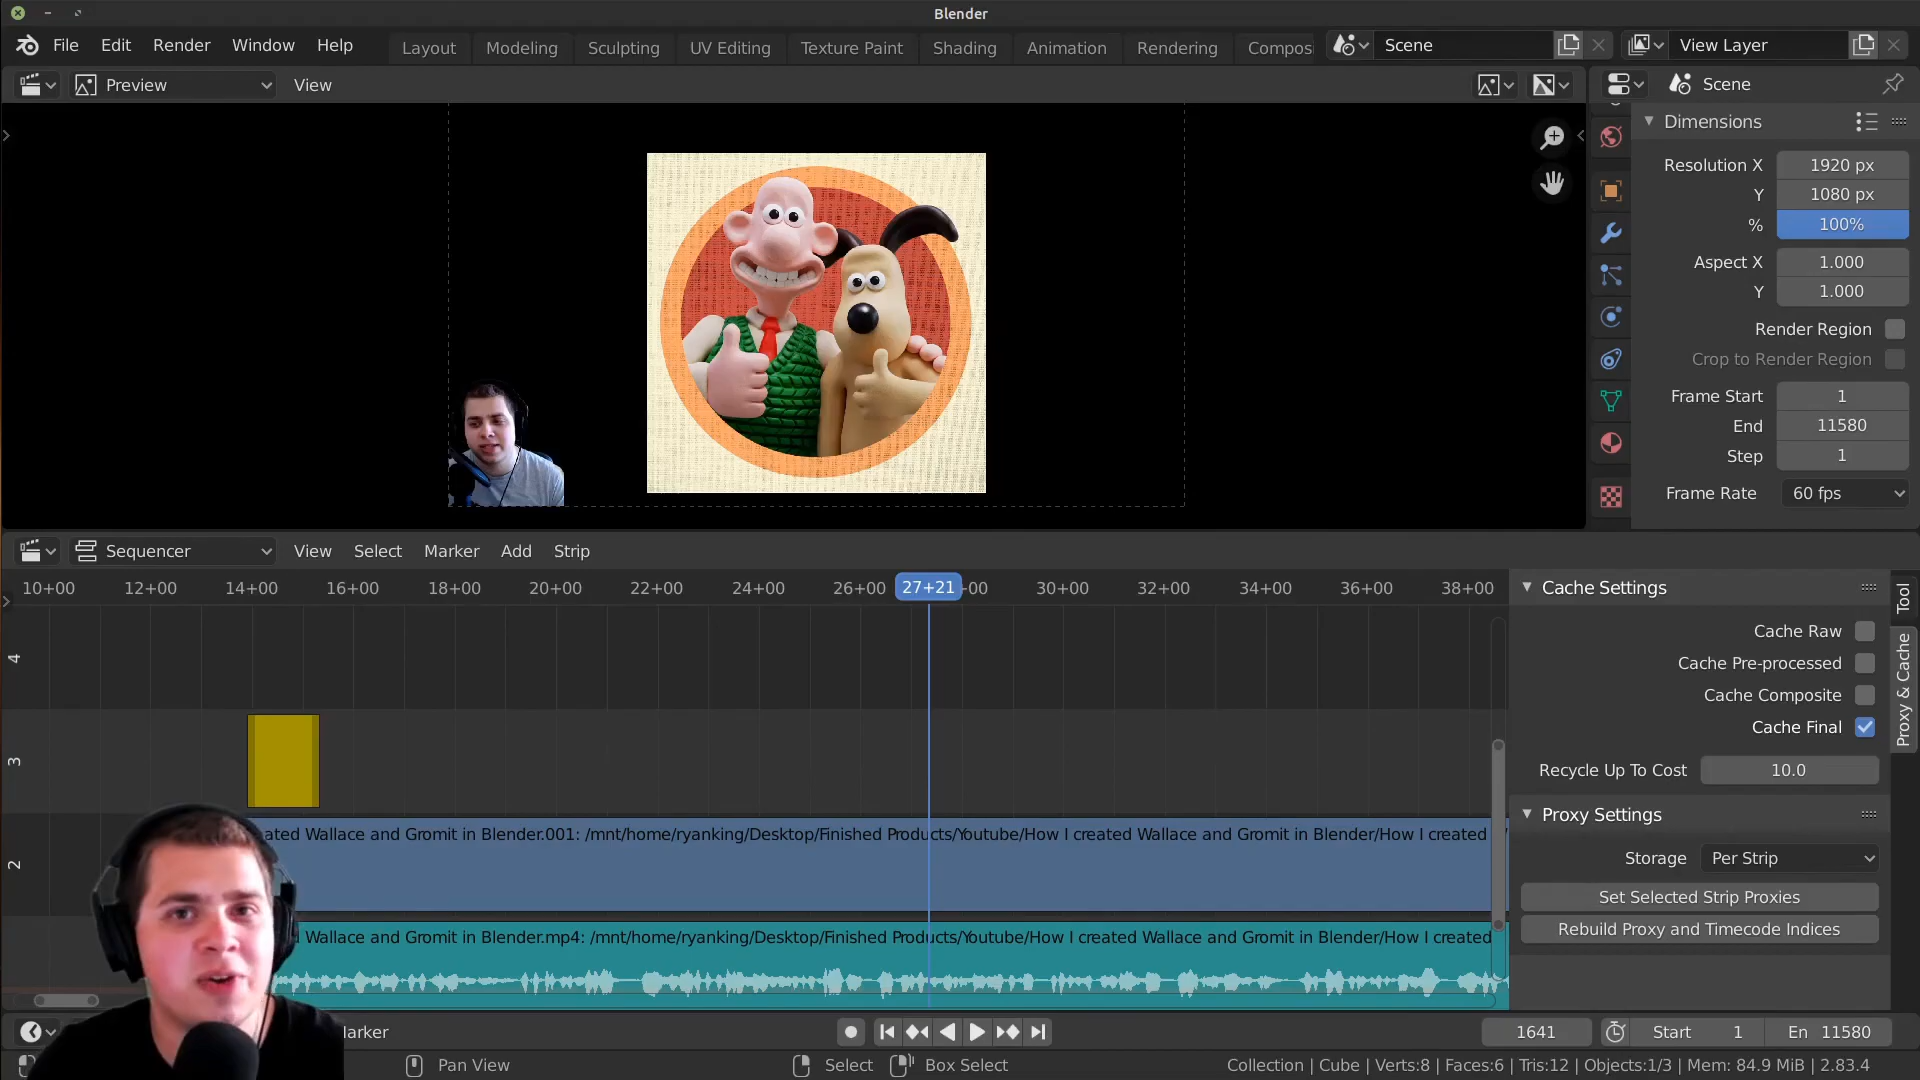 Blender
File Edit Render Window Help Layout Modeling Sculpting UV Editing Texture Paint Shading Animation Rendering Compos Scene View Layer
Preview View
Scene
Dimensions
Resolution X 1920 px
Y 1080 px
% 100%
Aspect X 1.000
Y 1.000
Render Region
Crop to Render Region
Frame Start 1
End 11580
Step 1
Frame Rate 60 fps
Sequencer View Select Marker Add Strip
10+00 12+00 14+00 16+00 18+00 20+00 22+00 24+00 26+00 27+21 +00 30+00 32+00 34+00 36+00 38+00
4
3
2
ated Wallace and Gromit in Blender.001: /mnt/home/ryanking/Desktop/Finished Products/Youtube/How I created Wallace and Gromit in Blender/How I created
Wallace and Gromit in Blender.mp4: /mnt/home/ryanking/Desktop/Finished Products/Youtube/How I created Wallace and Gromit in Blender/How I created
Cache Settings
Cache Raw
Cache Pre-processed
Cache Composite
Cache Final
Recycle Up To Cost 10.0
Proxy Settings
Storage Per Strip
Set Selected Strip Proxies
Rebuild Proxy and Timecode Indices
Tool
Proxy & Cache
larker 1641 Start 1 En 11580
Pan View Select Box Select Collection | Cube | Verts:8 | Faces:6 | Tris:12 | Objects:1/3 | Mem: 84.9 MiB | 2.83.4